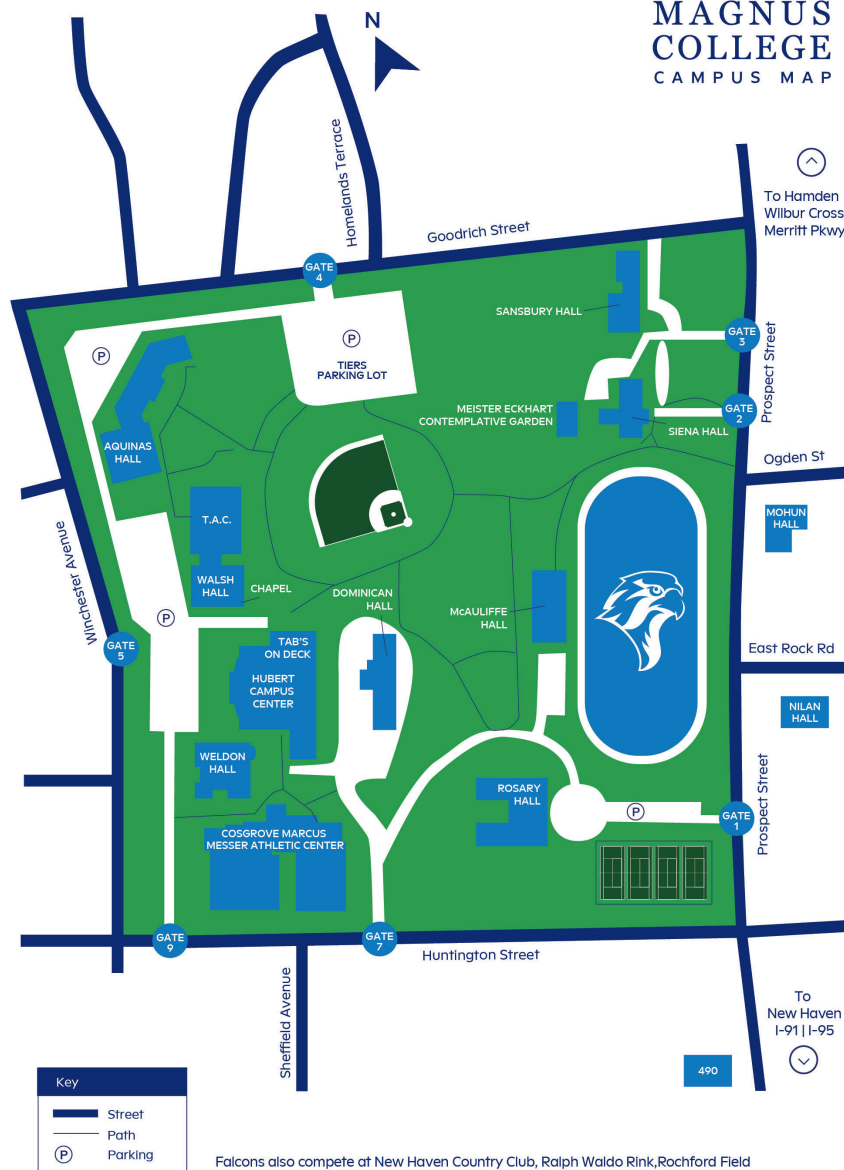 MAGNUS
COLLEGE
CAMPUS MAP
N
Homelands Terrace
Goodrich Street
To Hamden
Wilbur Cross
Merritt Pkwy
GATE
4
P
P
TIERS
PARKING LOT
SANSBURY HALL
GATE
3
Prospect Street
MEISTER ECKHART
CONTEMPLATIVE GARDEN
SIENA HALL
GATE
2
AQUINAS
HALL
Ogden St
T.A.C.
MOHUN
HALL
Winchester Avenue
WALSH
HALL
CHAPEL
DOMINICAN
HALL
McAULIFFE
HALL
P
GATE
5
TAB'S
ON DECK
HUBERT
CAMPUS
CENTER
East Rock Rd
NILAN
HALL
WELDON
HALL
ROSARY
HALL
P
GATE
1
Prospect Street
COSGROVE MARCUS
MESSER ATHLETIC CENTER
GATE
9
GATE
7
Huntington Street
Sheffield Avenue
To
New Haven
I-91 | I-95
490
Key
Street
Path
P Parking
Falcons also compete at New Haven Country Club, Ralph Waldo Rink,Rochford Field